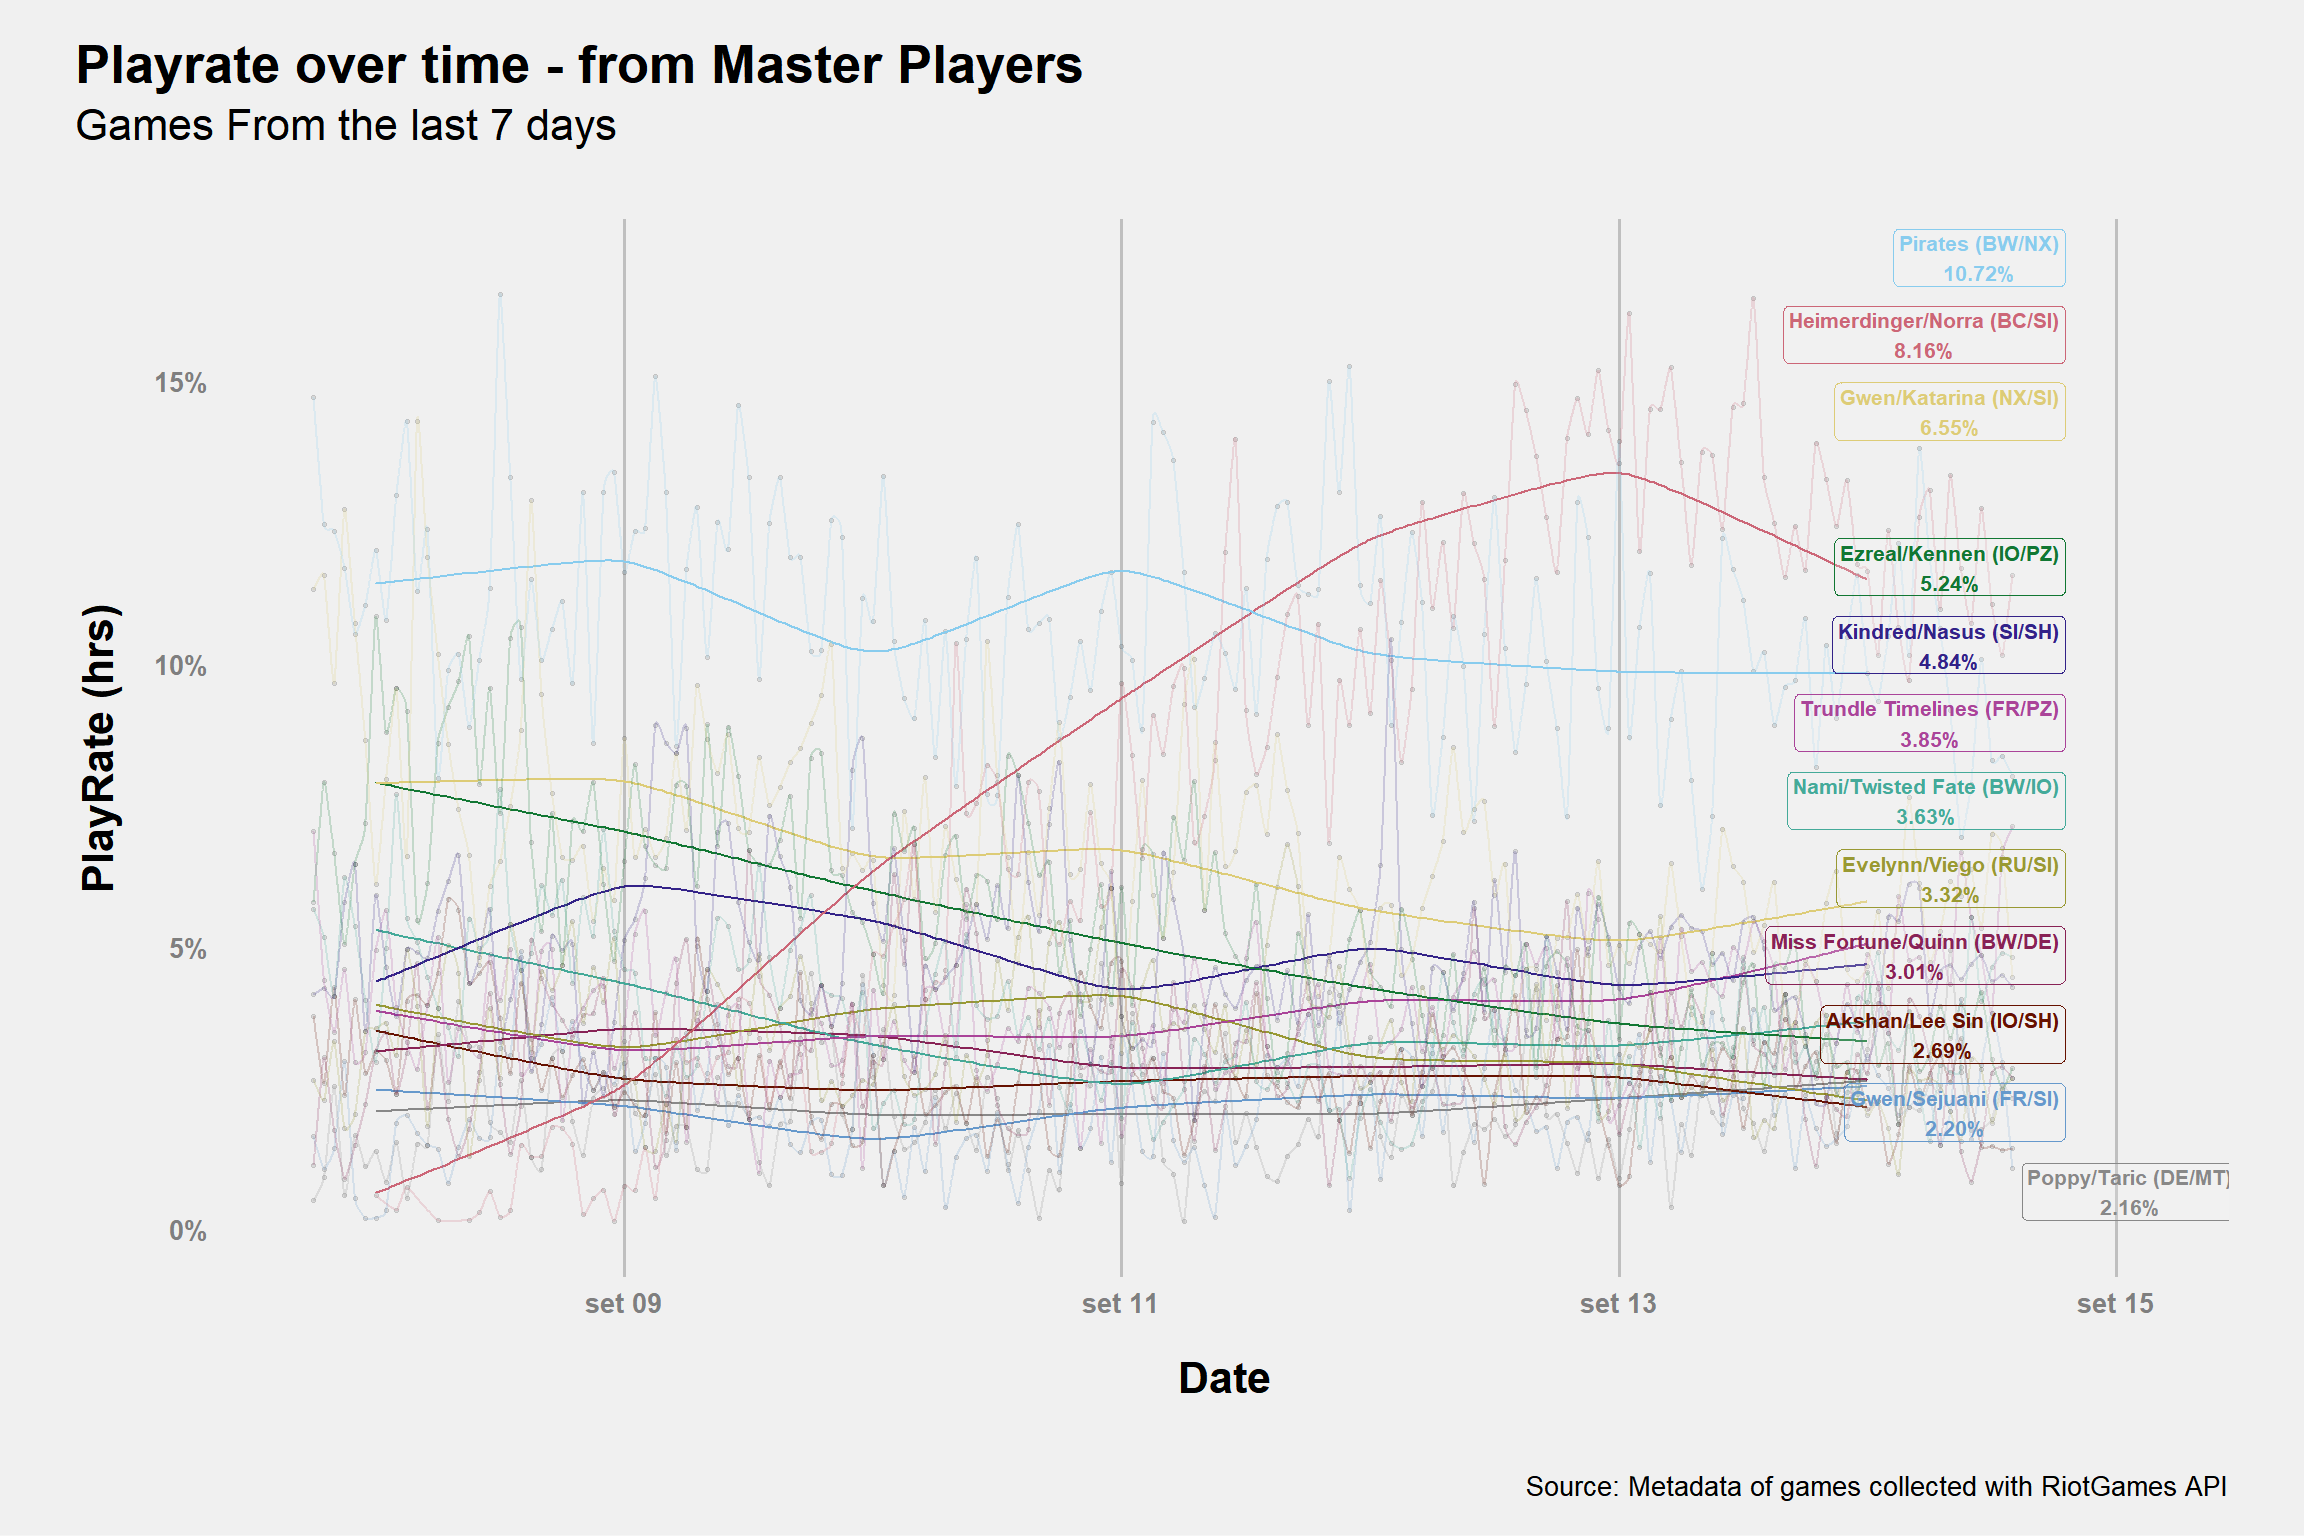 Playrate over time - from Master Players
Games From the last 7 days
PlayRate (hrs)
15%
10%
5%
0%
Pirates (BW/NX)
10.72%
Heimerdinger/Norra (BC/SI)
8.16%
Gwen/Katarina (NX/SI)
6.55%
Ezreal/Kennen (IO/PZ)
5.24%
Kindred/Nasus (SI/SH)
4.84%
Trundle Timelines (FR/PZ)
3.85%
Nami/Twisted Fate (BW/IO)
3.63%
Evelynn/Viego (RU/SI)
3.32%
Miss Fortune/Quinn (BW/DE)
3.01%
Akshan/Lee Sin (IO/SH)
2.69%
Gwen/Sejuani (FR/SI)
2.20%
Poppy/Taric (DE/MT)
2.16%
set 09
set 11
set 13
set 15
Date
Source: Metadata of games collected with RiotGames API